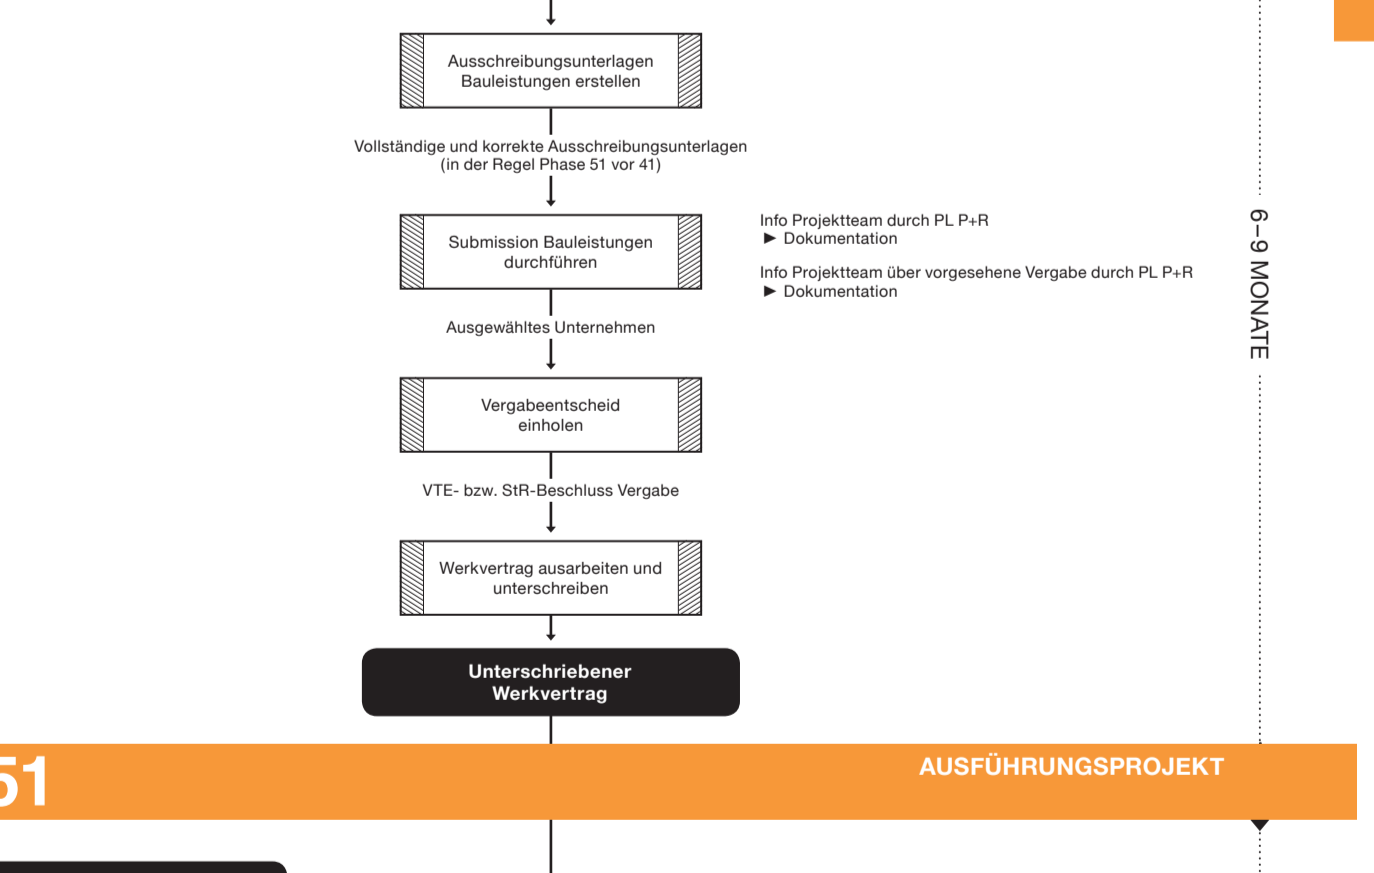 Ausschreibungsunterlagen
Bauleistungen erstellen
Vollständige und korrekte Ausschreibungsunterlagen
(in der Regel Phase 51 vor 41)
Submission Bauleistungen
durchführen
Info Projektteam durch PL P+R
► Dokumentation
Info Projektteam über vorgesehene Vergabe durch PL P+R
► Dokumentation
6–9 MONATE
Ausgewähltes Unternehmen
Vergabeentscheid
einholen
VTE- bzw. StR-Beschluss Vergabe
Werkvertrag ausarbeiten und
unterschreiben
Unterschriebener
Werkvertrag
51
AUSFÜHRUNGSPROJEKT